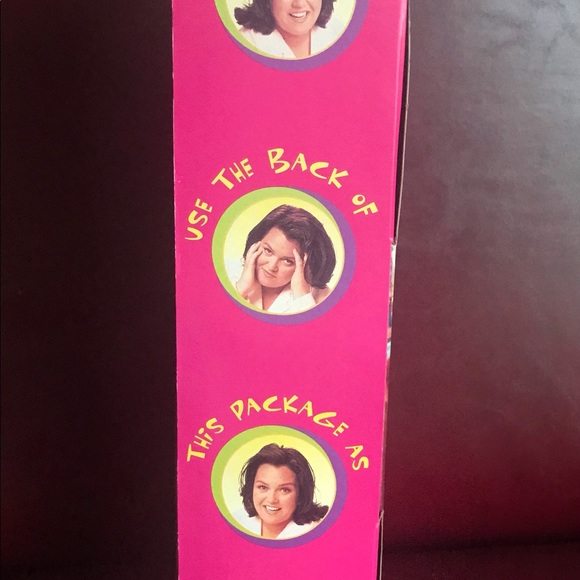 USE THE BACK OF
THiS PACKAGE AS